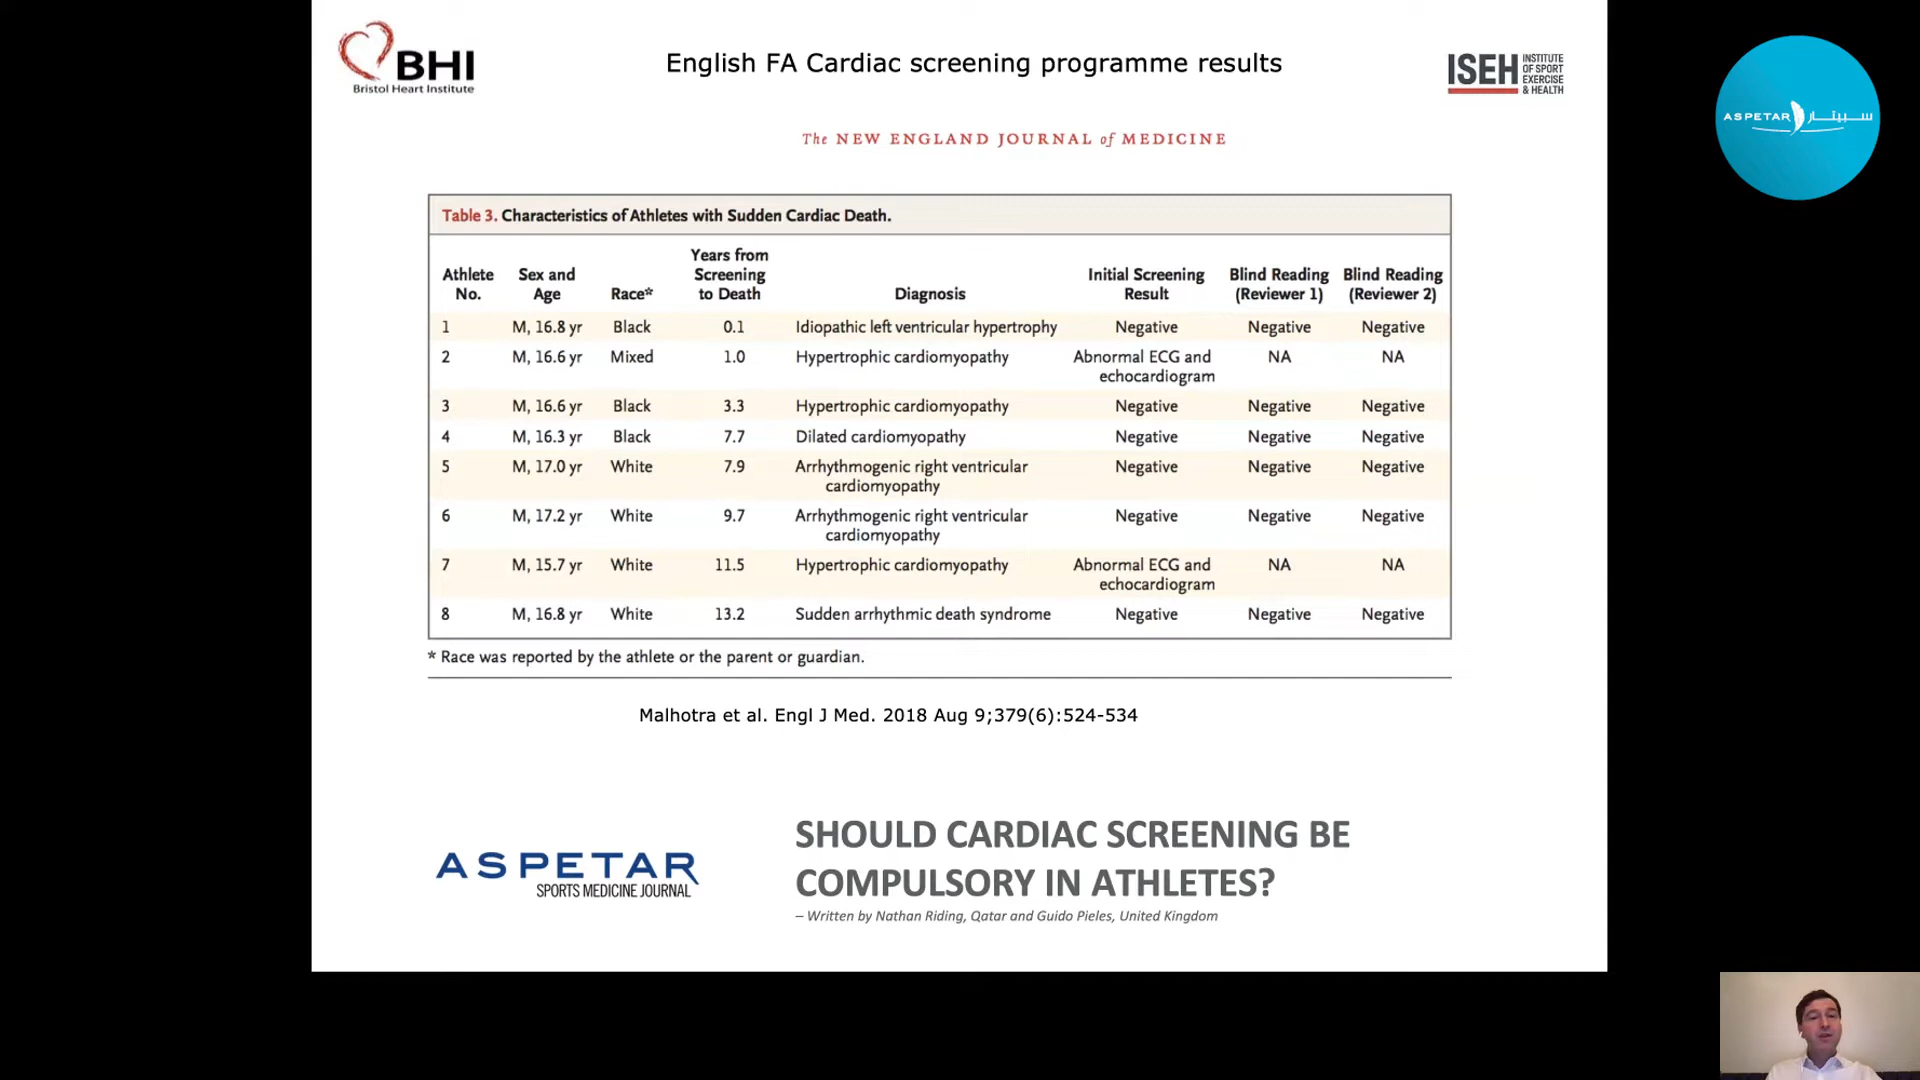 BHI
Bristol Heart Institute
English FA Cardiac screening programme results
ISEH INSTITUTE
OF SPORT
EXERCISE
& HEALTH
ASPETAR سبيتار
The NEW ENGLAND JOURNAL of MEDICINE
Table 3. Characteristics of Athletes with Sudden Cardiac Death.
Athlete No. Sex and Age Race* Years from Screening to Death Diagnosis Initial Screening Result Blind Reading (Reviewer 1) Blind Reading (Reviewer 2)
1 M, 16.8 yr Black 0.1 Idiopathic left ventricular hypertrophy Negative Negative Negative
2 M, 16.6 yr Mixed 1.0 Hypertrophic cardiomyopathy Abnormal ECG and echocardiogram NA NA
3 M, 16.6 yr Black 3.3 Hypertrophic cardiomyopathy Negative Negative Negative
4 M, 16.3 yr Black 7.7 Dilated cardiomyopathy Negative Negative Negative
5 M, 17.0 yr White 7.9 Arrhythmogenic right ventricular cardiomyopathy Negative Negative Negative
6 M, 17.2 yr White 9.7 Arrhythmogenic right ventricular cardiomyopathy Negative Negative Negative
7 M, 15.7 yr White 11.5 Hypertrophic cardiomyopathy Abnormal ECG and echocardiogram NA NA
8 M, 16.8 yr White 13.2 Sudden arrhythmic death syndrome Negative Negative Negative
* Race was reported by the athlete or the parent or guardian.
Malhotra et al. Engl J Med. 2018 Aug 9;379(6):524-534
ASPETAR
SPORTS MEDICINE JOURNAL
SHOULD CARDIAC SCREENING BE
COMPULSORY IN ATHLETES?
– Written by Nathan Riding, Qatar and Guido Pieles, United Kingdom